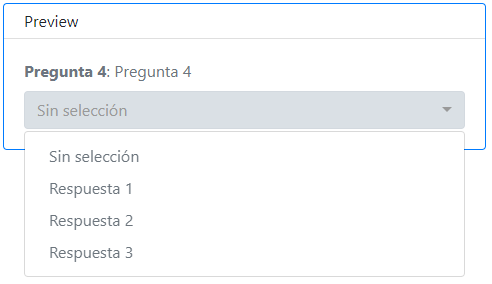 Preview
Pregunta 4: Pregunta 4
Sin selección
Sin selección
Respuesta 1
Respuesta 2
Respuesta 3